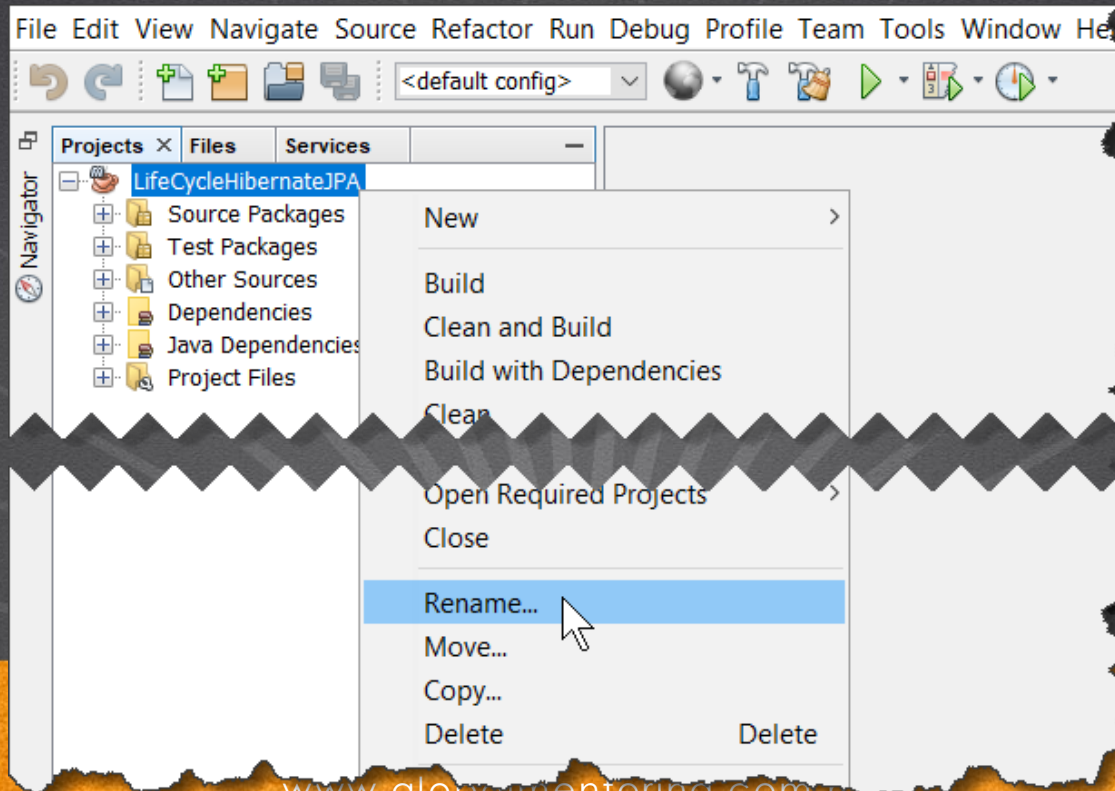 File Edit View Navigate Source Refactor Run Debug Profile Team Tools Window
<default config>
Projects Files Services
Navigator
LifeCycleHibernateJPA
Source Packages
Test Packages
Other Sources
Dependencies
Java Dependencies
Project Files
New
Build
Clean and Build
Build with Dependencies
Clean
Open Required Projects
Close
Rename...
Move...
Copy...
Delete Delete